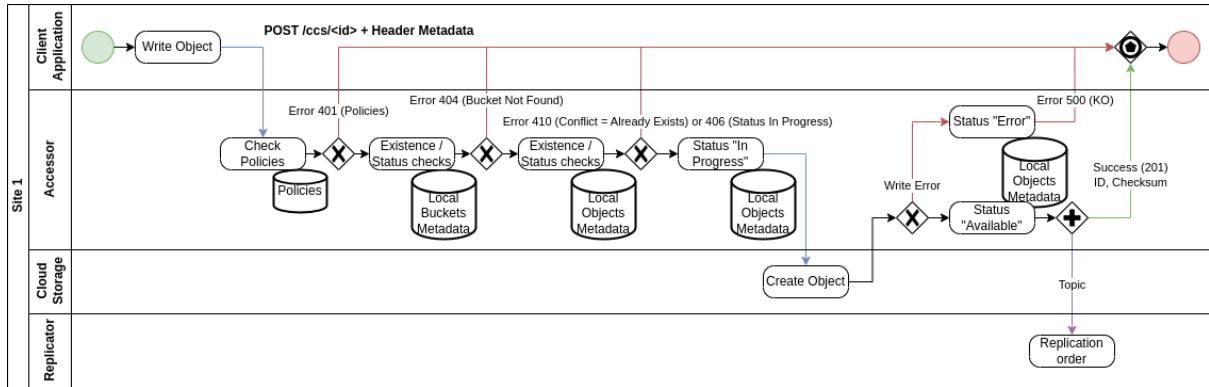 Site 1
Client
Application
Write Object
POST /ccs/<id> + Header Metadata
Accessor
Error 401 (Policies)
Error 404 (Bucket Not Found)
Error 410 (Conflict = Already Exists) or 406 (Status In Progress)
Error 500 (KO)
Check
Policies
Policies
Existence /
Status checks
Local
Buckets
Metadata
Existence /
Status checks
Local
Objects
Metadata
Status "In
Progress"
Local
Objects
Metadata
Write Error
Status "Error"
Local
Objects
Metadata
Status
"Available"
Success (201)
ID, Checksum
Cloud
Storage
Create Object
Topic
Replicator
Replication
order